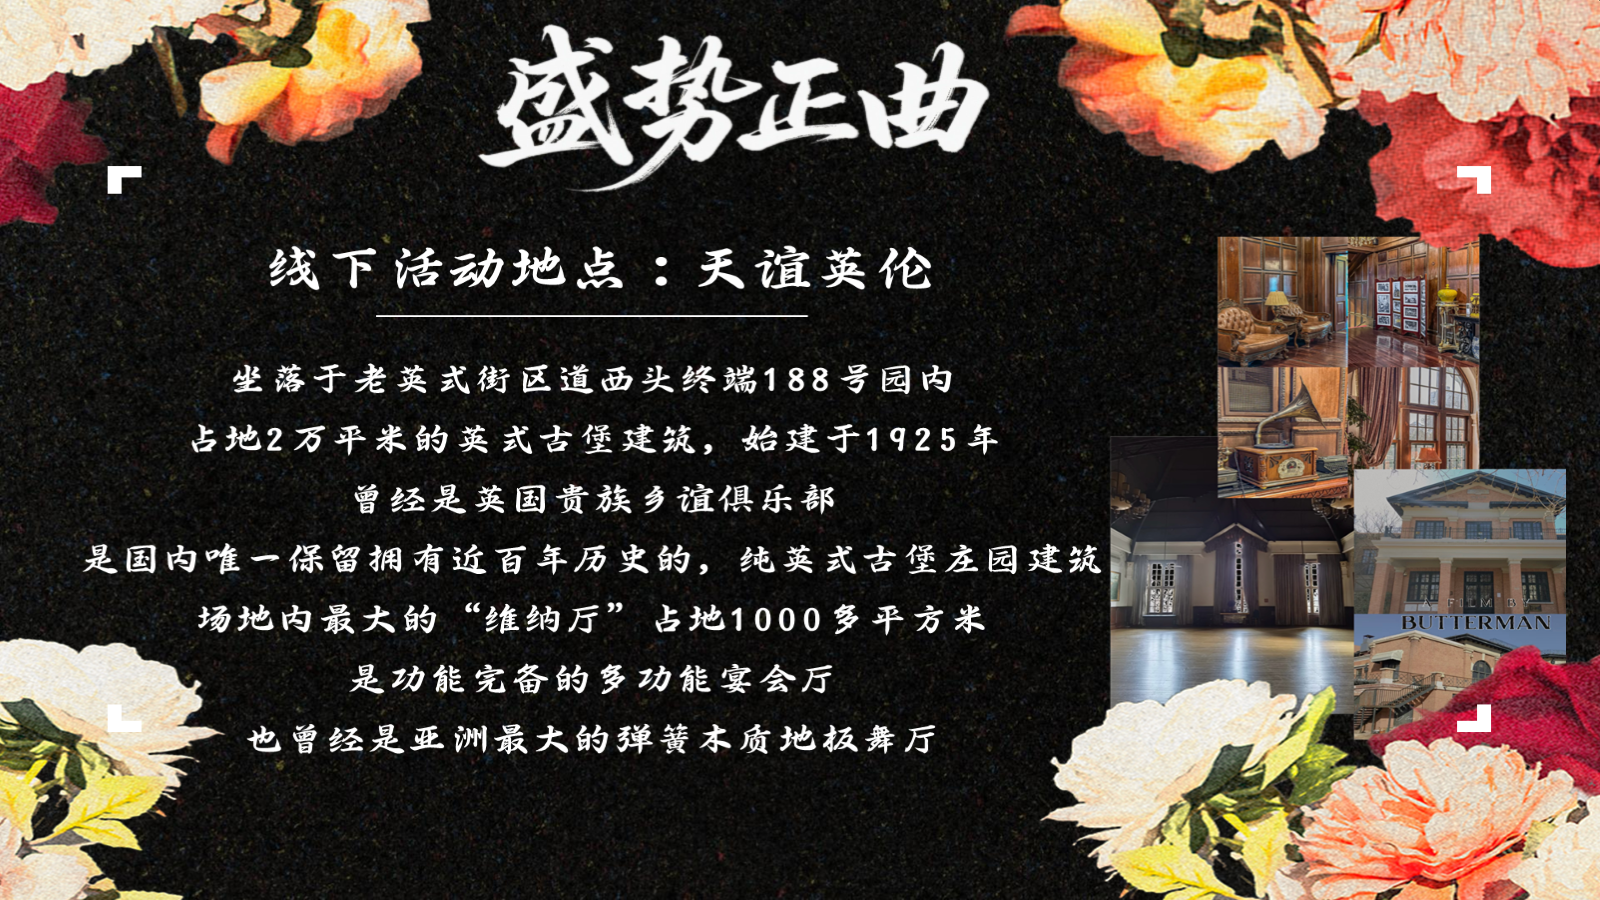 盛势正曲
线下活动地点：天谊英伦
坐落于老英式街区道西头终端188号园内
占地2万平米的英式古堡建筑，始建于1925年
曾经是英国贵族乡谊俱乐部
是国内唯一保留拥有近百年历史的，纯英式古堡庄园建筑
场地内最大的“维纳厅”占地1000多平方米
是功能完备的多功能宴会厅
也曾经是亚洲最大的弹簧木质地板舞厅
A FILM BY
BUTTERMAN